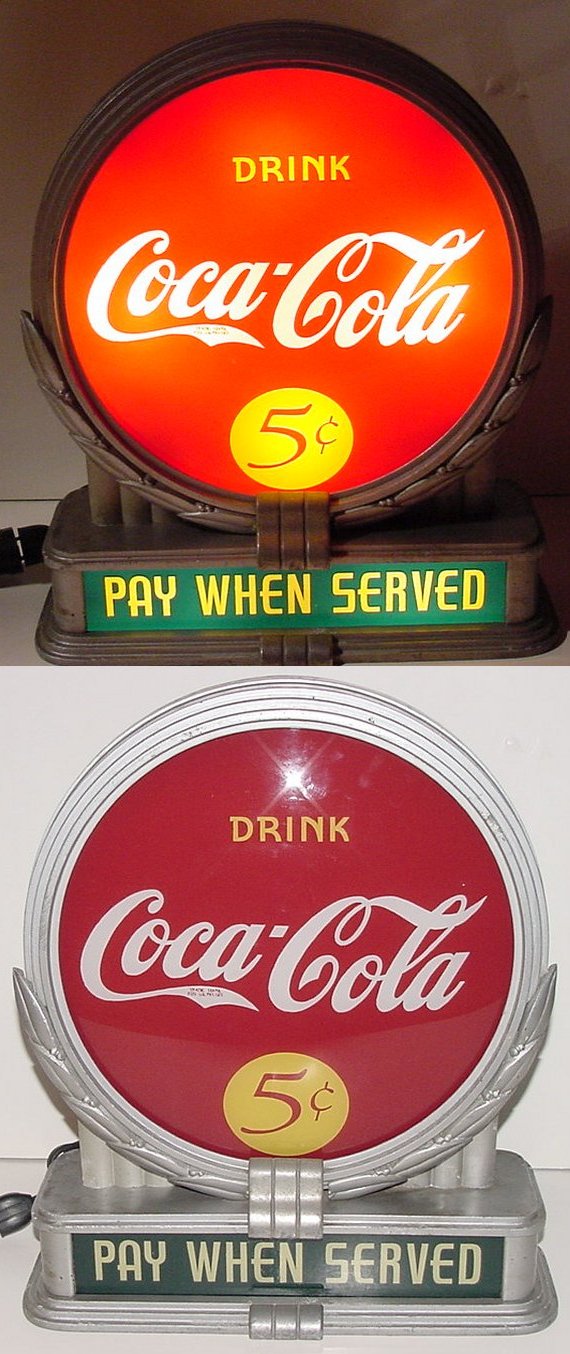 DRINK
Coca-Cola
5¢
PAY WHEN SERVED
DRINK
Coca-Cola
5¢
PAY WHEN SERVED